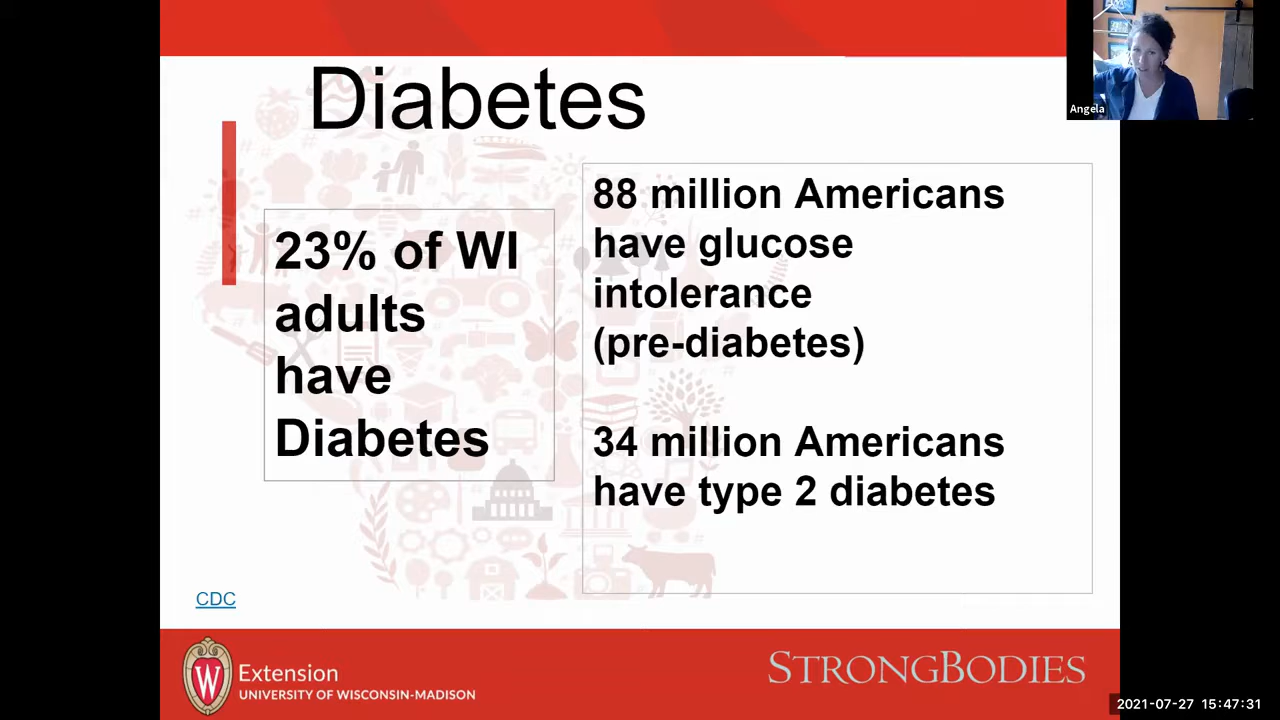 Diabetes
Angela
23% of WI
adults
have
Diabetes
88 million Americans
have glucose
intolerance
(pre-diabetes)
34 million Americans
have type 2 diabetes
CDC
W
Extension
UNIVERSITY OF WISCONSIN-MADISON
STRONGBODIES
2021-07-27 15:47:31